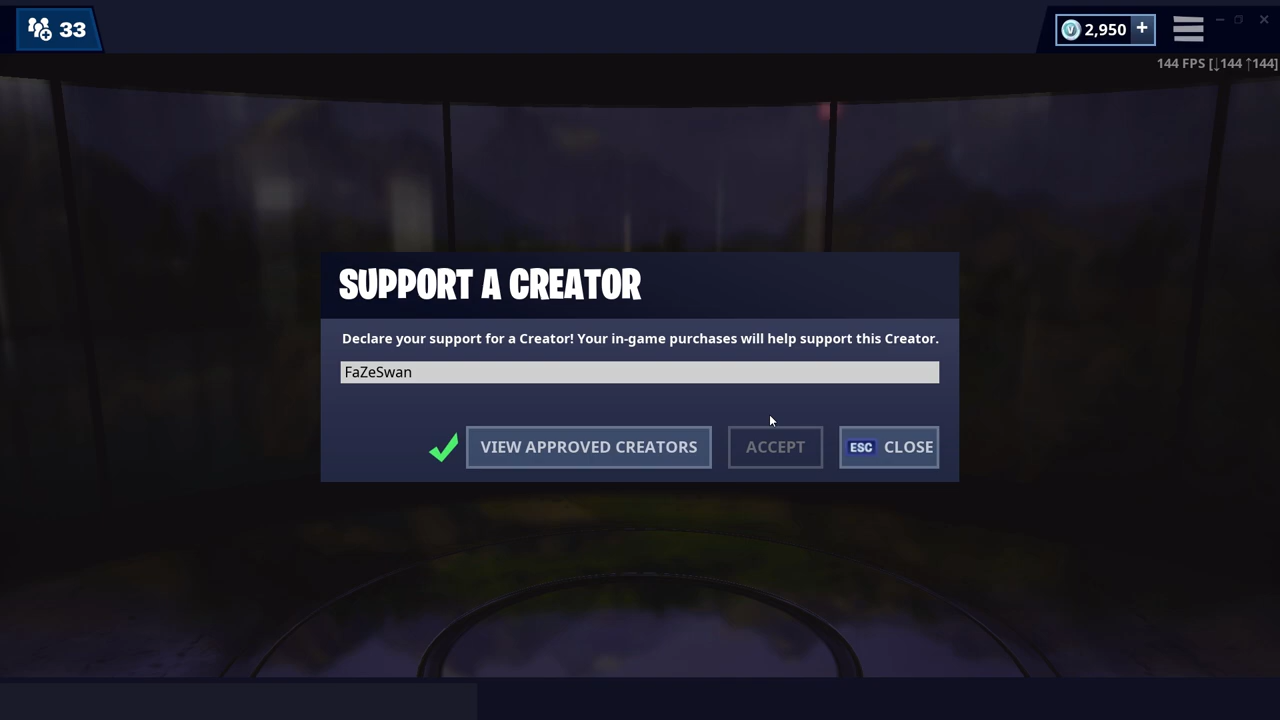 33
2,950 +
144 FPS [↓144 ↑144]
SUPPORT A CREATOR
Declare your support for a Creator! Your in-game purchases will help support this Creator.
FaZeSwan
VIEW APPROVED CREATORS
ACCEPT
ESC CLOSE